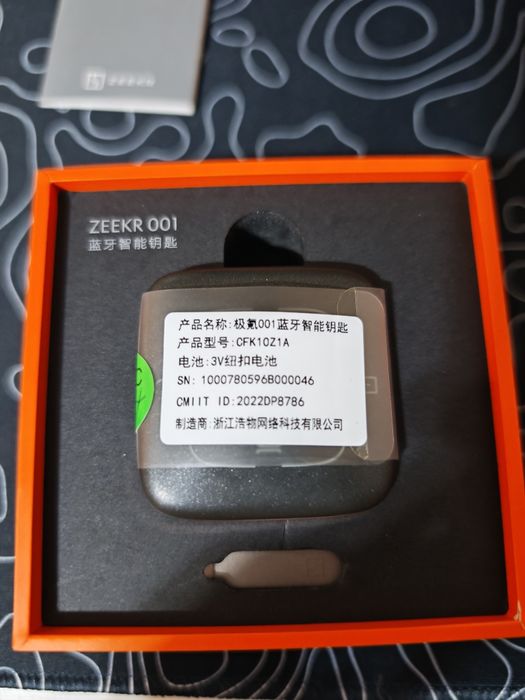 ZEEKR 001
蓝牙智能钥匙
产品名称:极氪001蓝牙智能钥匙
产品型号:CFK10Z1A
电池:3V纽扣电池
SN: 1000780596B000046
CMIIT ID:2022DP8786
制造商:浙江浩物网络科技有限公司